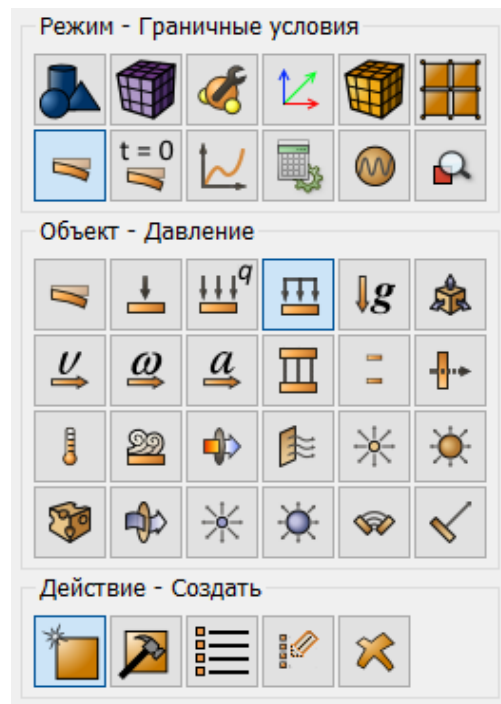 Режим - Граничные условия
t = 0
Объект - Давление
q
g
υ ω a
Действие - Создать